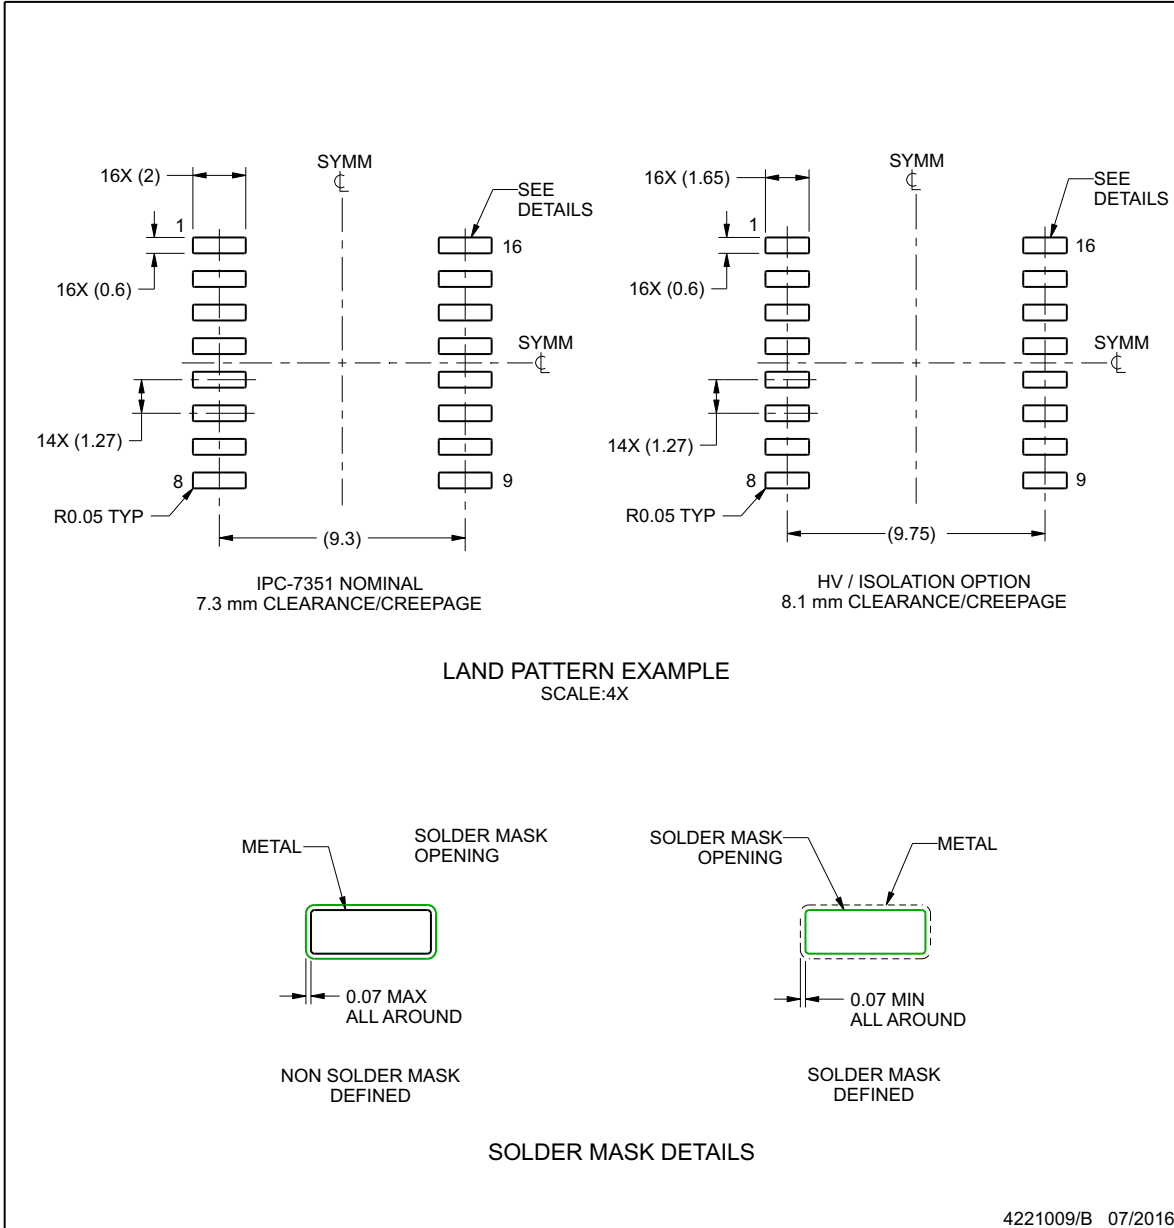 16X (2)
SYMM
SEE
DETAILS
1
16
16X (0.6)
SYMM
14X (1.27)
8
9
R0.05 TYP
(9.3)
IPC-7351 NOMINAL
7.3 mm CLEARANCE/CREEPAGE
16X (1.65)
SYMM
SEE
DETAILS
1
16
16X (0.6)
SYMM
14X (1.27)
8
9
R0.05 TYP
(9.75)
HV / ISOLATION OPTION
8.1 mm CLEARANCE/CREEPAGE
LAND PATTERN EXAMPLE
SCALE:4X
METAL
SOLDER MASK
OPENING
0.07 MAX
ALL AROUND
NON SOLDER MASK
DEFINED
SOLDER MASK
OPENING
METAL
0.07 MIN
ALL AROUND
SOLDER MASK
DEFINED
SOLDER MASK DETAILS
4221009/B 07/2016